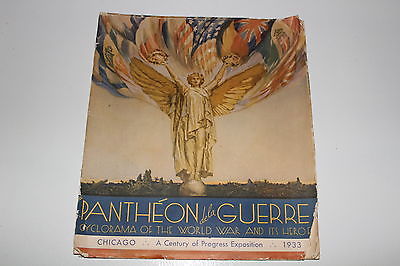 PANTHÉON de la GUERRE
CYCLORAMA OF THE WORLD WAR AND ITS HEROES
CHICAGO ∴ A Century of Progress Exposition ∴ 1933